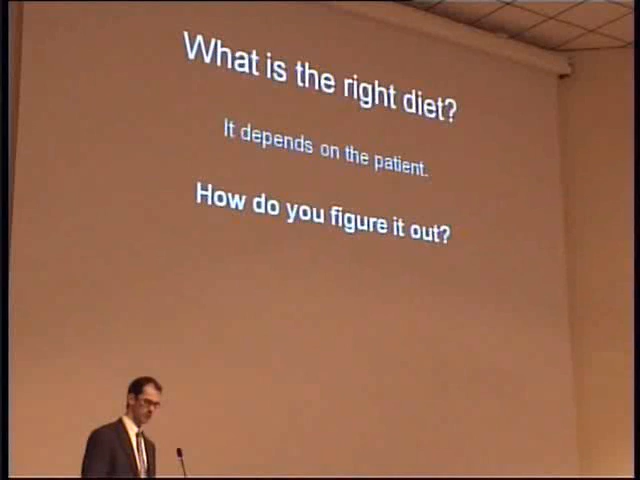 What is the right diet?
It depends on the patient.
How do you figure it out?